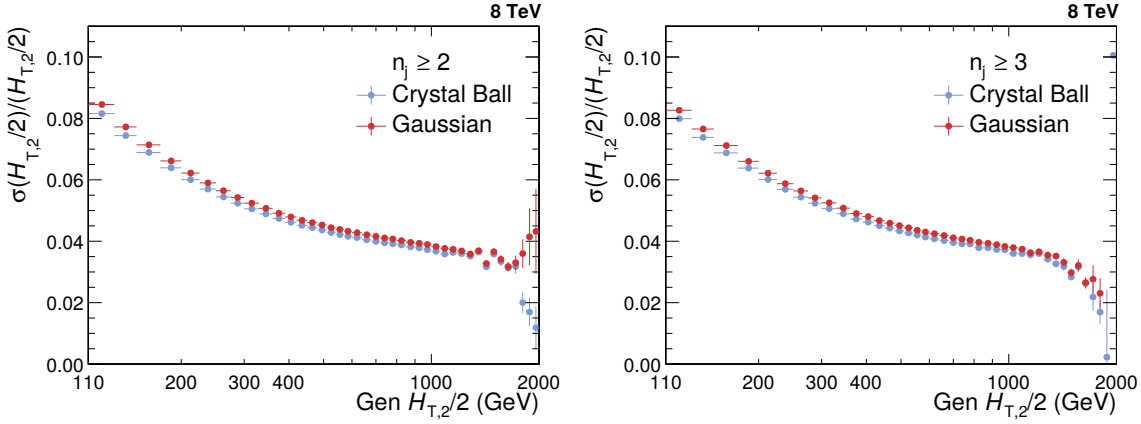 8 TeV
σ(H_T,2/2)/(H_T,2/2)
0.10
0.08
0.06
0.04
0.02
0.00
n_j ≥ 2
Crystal Ball
Gaussian
110 200 300 400 1000 2000
Gen H_T,2/2 (GeV)
8 TeV
σ(H_T,2/2)/(H_T,2/2)
0.10
0.08
0.06
0.04
0.02
0.00
n_j ≥ 3
Crystal Ball
Gaussian
110 200 300 400 1000 2000
Gen H_T,2/2 (GeV)